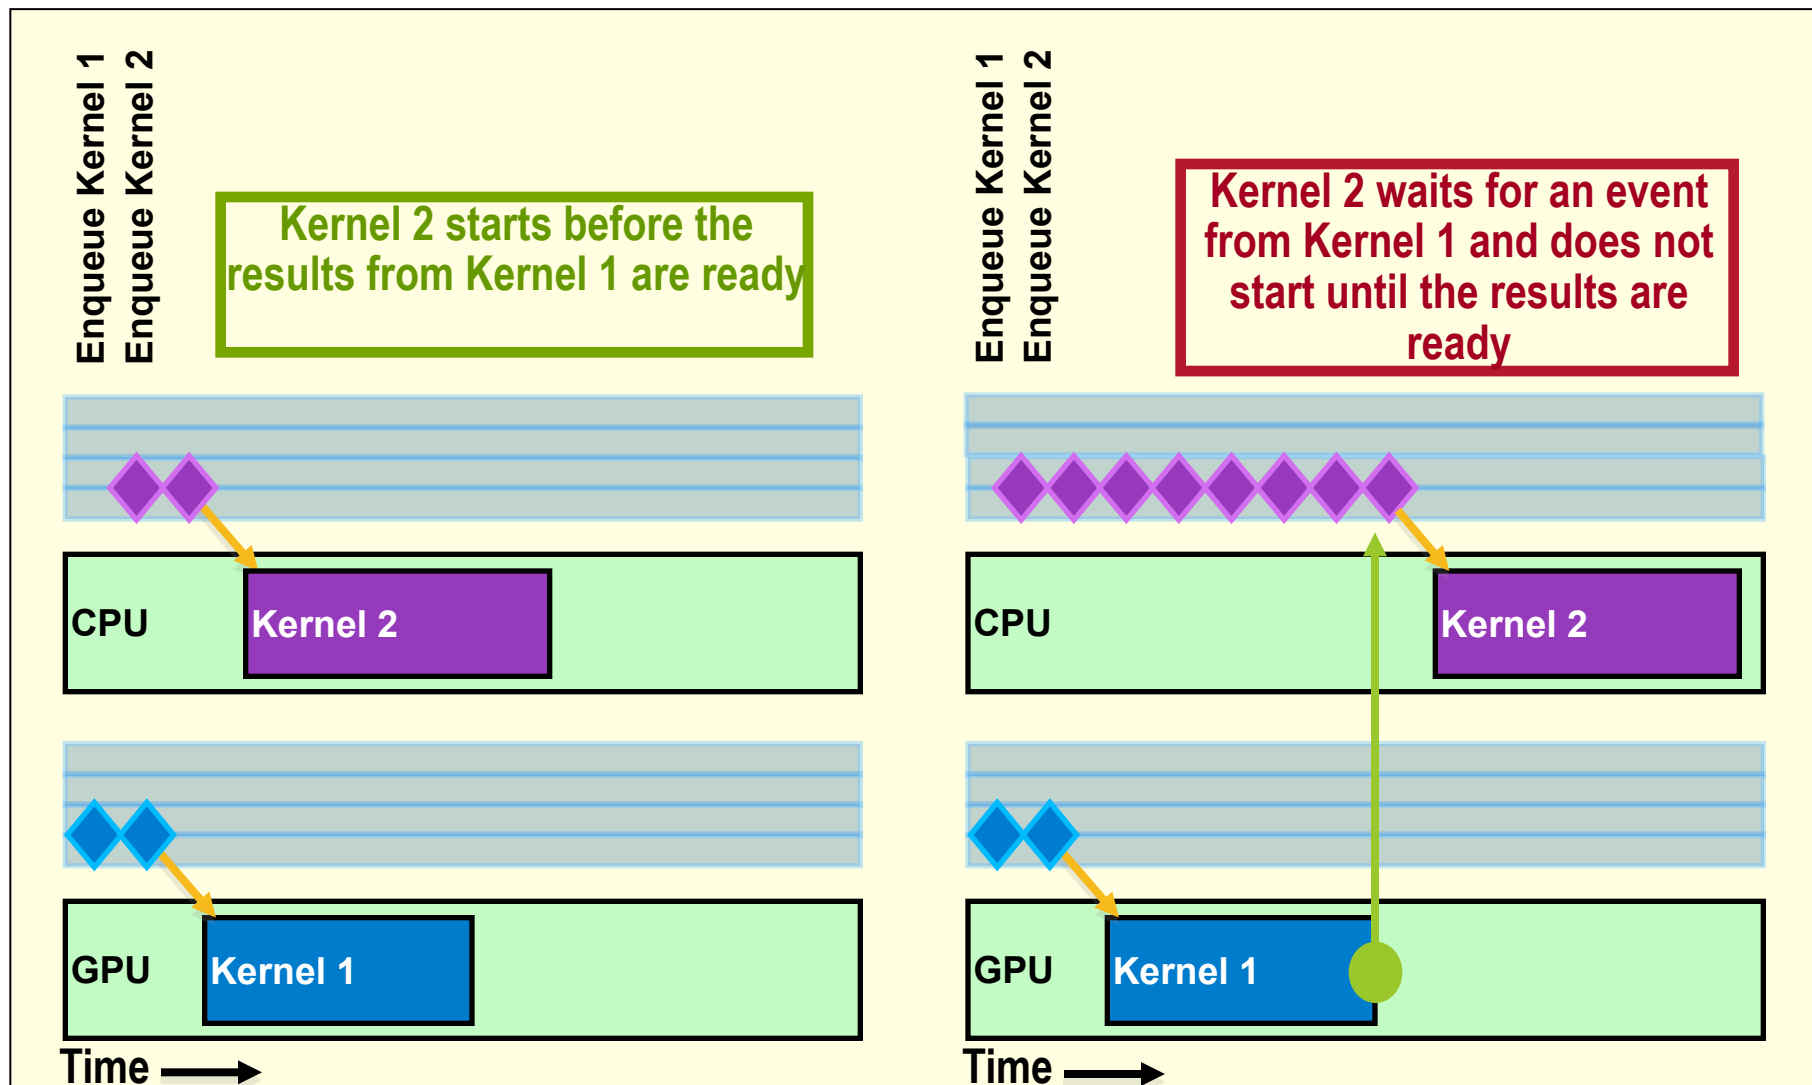 Enqueue Kernel 1
Enqueue Kernel 2
Kernel 2 starts before the
results from Kernel 1 are ready
CPU
Kernel 2
GPU
Kernel 1
Time
Enqueue Kernel 1
Enqueue Kernel 2
Kernel 2 waits for an event
from Kernel 1 and does not
start until the results are
ready
CPU
Kernel 2
GPU
Kernel 1
Time